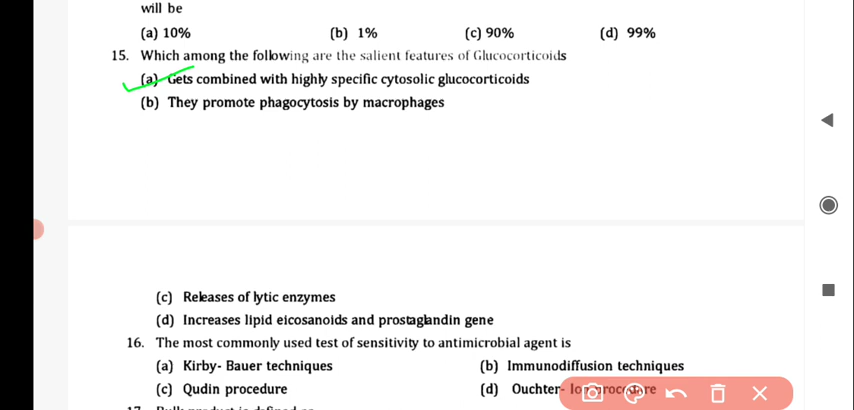 will be
(a) 10% (b) 1% (c) 90% (d) 99%
15. Which among the following are the salient features of Glucocorticoids
(a) Gets combined with highly specific cytosolic glucocorticoids
(b) They promote phagocytosis by macrophages
(c) Releases of lytic enzymes
(d) Increases lipid eicosanoids and prostaglandin gene
16. The most commonly used test of sensitivity to antimicrobial agent is
(a) Kirby- Bauer techniques (b) Immunodiffusion techniques
(c) Qudin procedure (d) Ouchter-